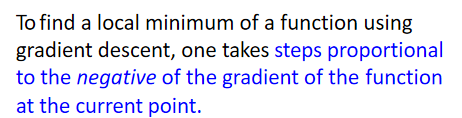 To find a local minimum of a function using
gradient descent, one takes steps proportional
to the negative of the gradient of the function
at the current point.